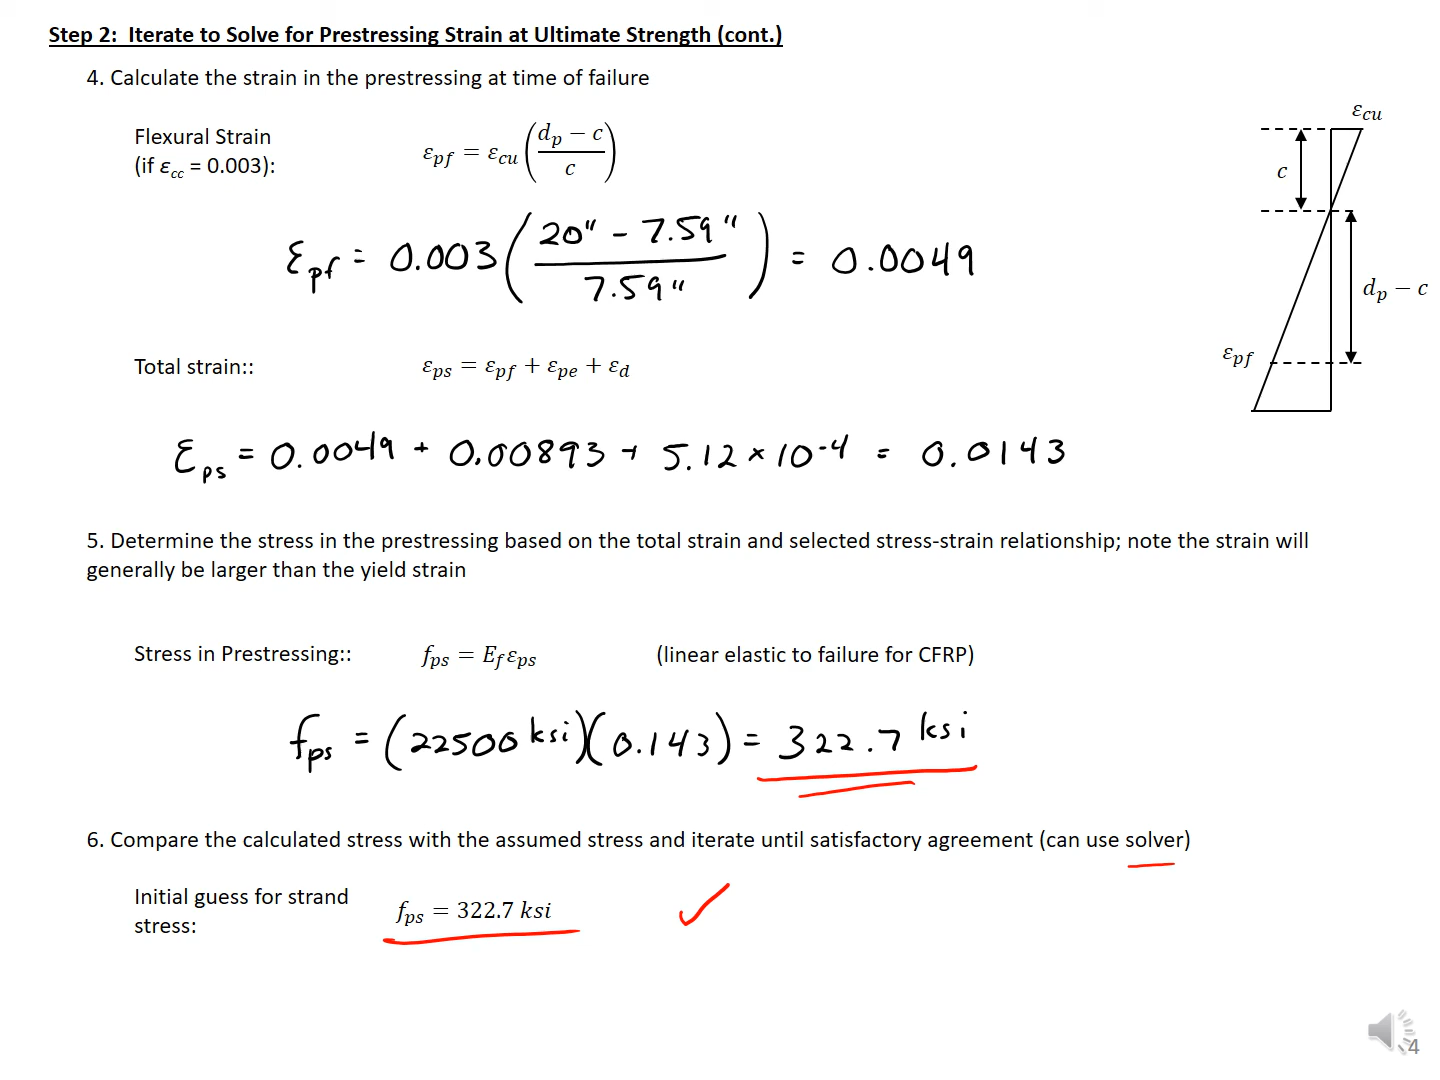 Step 2: Iterate to Solve for Prestressing Strain at Ultimate Strength (cont.)
4. Calculate the strain in the prestressing at time of failure
Flexural Strain
(if εcc = 0.003):
εpf = εcu ((dp − c)/c)
εpf = 0.003 ((20" - 7.59")/7.59") = 0.0049
εcu
c
dp − c
εpf
Total strain:: εps = εpf + εpe + εd
εps = 0.0049 + 0.00893 + 5.12 × 10^-4 = 0.0143
5. Determine the stress in the prestressing based on the total strain and selected stress-strain relationship; note the strain will
generally be larger than the yield strain
Stress in Prestressing:: fps = Ef εps (linear elastic to failure for CFRP)
fps = (22500 ksi)(0.143) = 322.7 ksi
6. Compare the calculated stress with the assumed stress and iterate until satisfactory agreement (can use solver)
Initial guess for strand
stress:
fps = 322.7 ksi
4